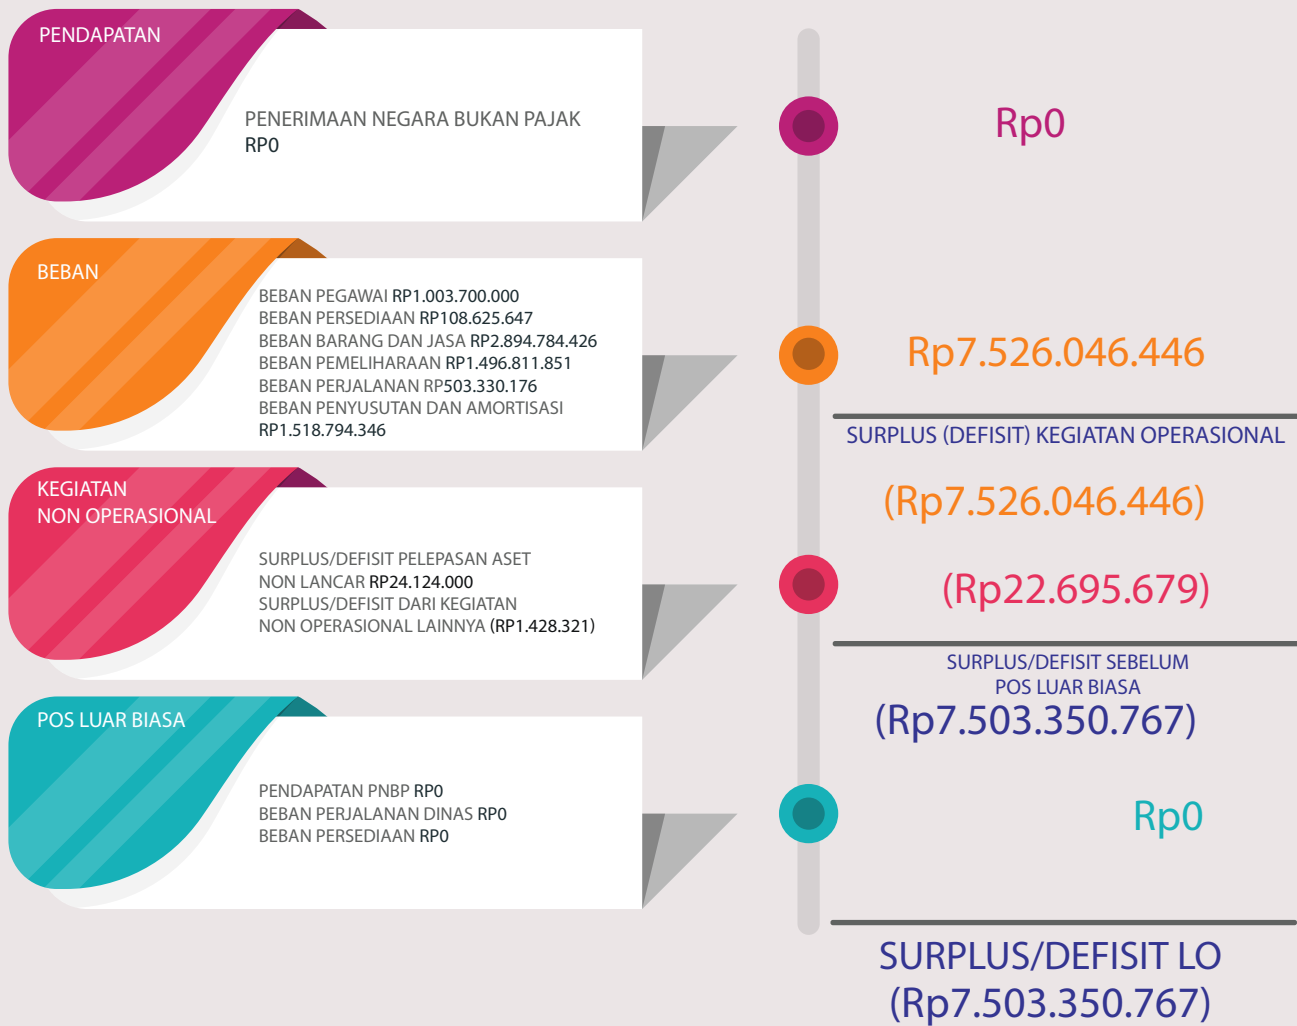 PENDAPATAN
PENERIMAAN NEGARA BUKAN PAJAK
RP0
Rp0
BEBAN
BEBAN PEGAWAI RP1.003.700.000
BEBAN PERSEDIAAN RP108.625.647
BEBAN BARANG DAN JASA RP2.894.784.426
BEBAN PEMELIHARAAN RP1.496.811.851
BEBAN PERJALANAN RP503.330.176
BEBAN PENYUSUTAN DAN AMORTISASI
RP1.518.794.346
Rp7.526.046.446
SURPLUS (DEFISIT) KEGIATAN OPERASIONAL
(Rp7.526.046.446)
KEGIATAN
NON OPERASIONAL
SURPLUS/DEFISIT PELEPASAN ASET
NON LANCAR RP24.124.000
SURPLUS/DEFISIT DARI KEGIATAN
NON OPERASIONAL LAINNYA (RP1.428.321)
(Rp22.695.679)
SURPLUS/DEFISIT SEBELUM
POS LUAR BIASA
(Rp7.503.350.767)
POS LUAR BIASA
PENDAPATAN PNBP RP0
BEBAN PERJALANAN DINAS RP0
BEBAN PERSEDIAAN RP0
Rp0
SURPLUS/DEFISIT LO
(Rp7.503.350.767)